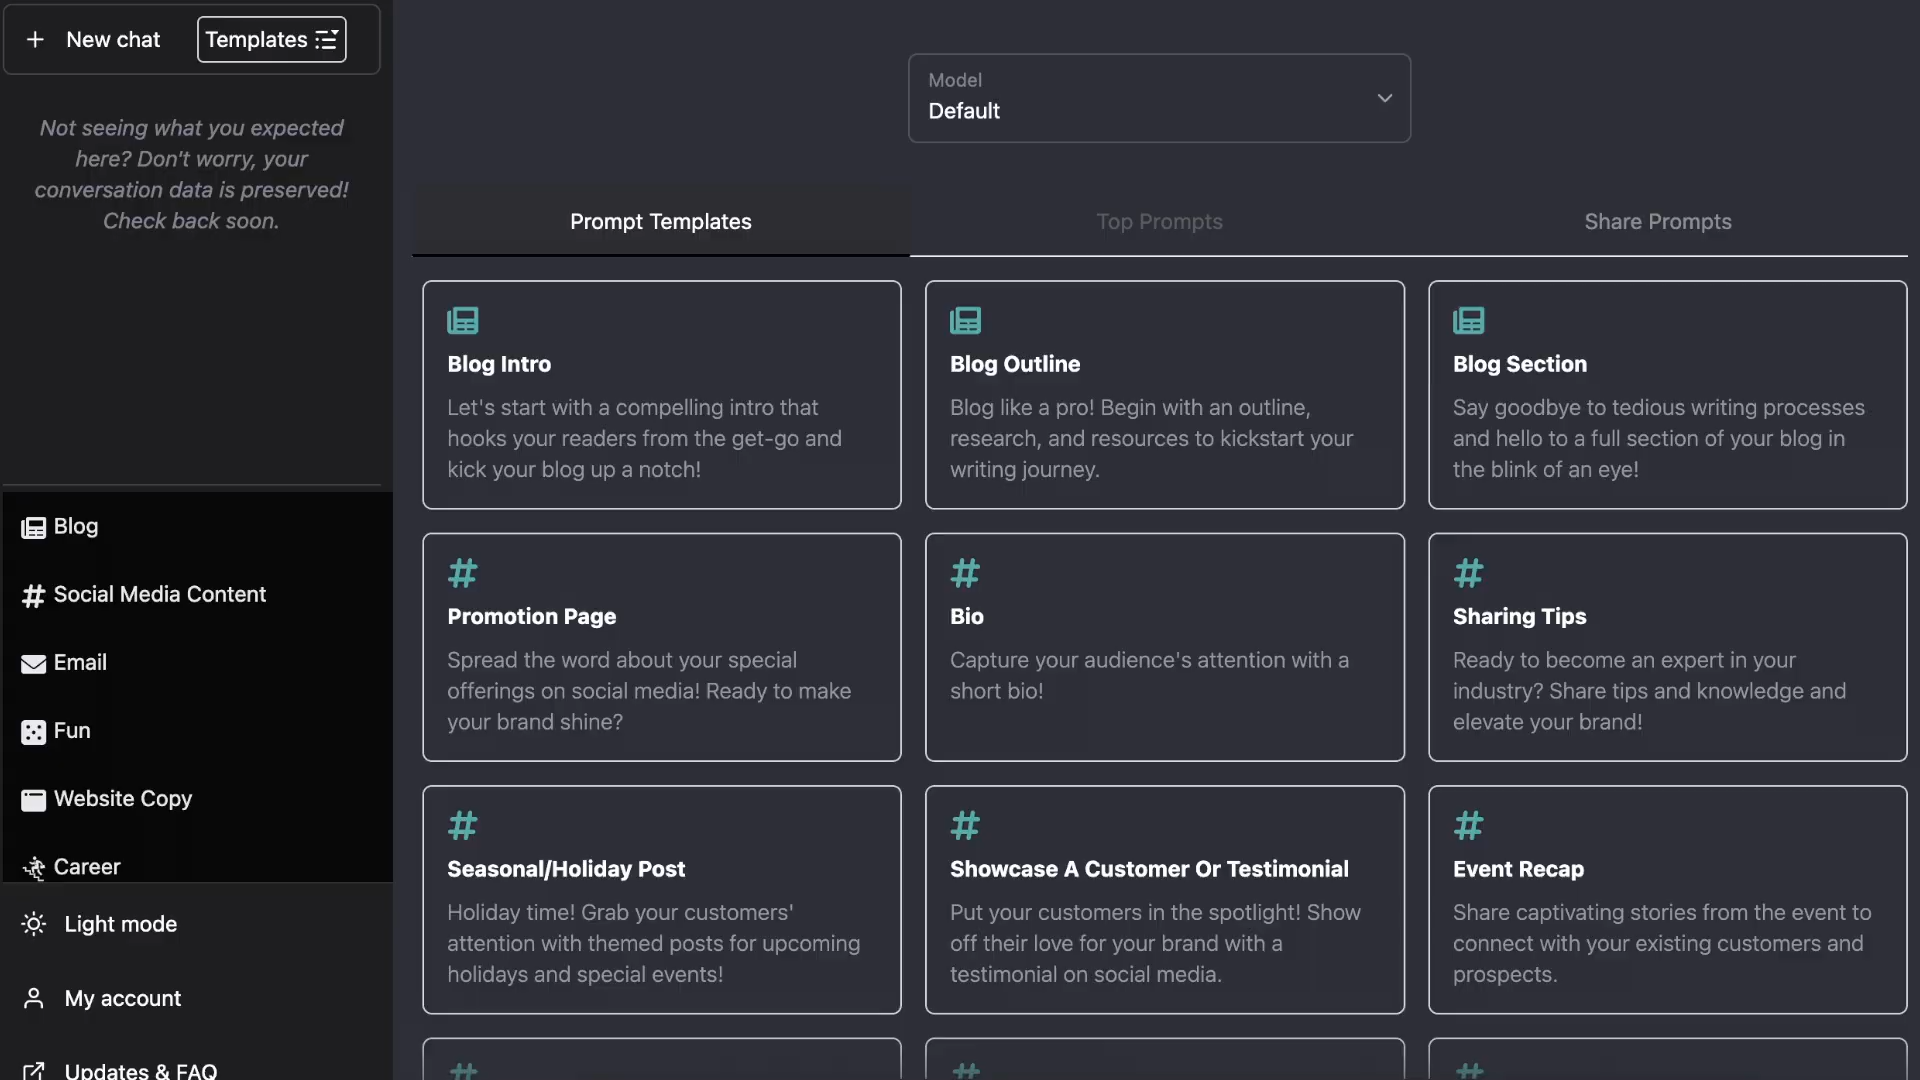 New chat
Templates
Not seeing what you expected
here? Don't worry, your
conversation data is preserved!
Check back soon.
Blog
Social Media Content
Email
Fun
Website Copy
Career
Light mode
My account
Updates & FAQ
Model
Default
Prompt Templates
Top Prompts
Share Prompts
Blog Intro
Let's start with a compelling intro that
hooks your readers from the get-go and
kick your blog up a notch!
Blog Outline
Blog like a pro! Begin with an outline,
research, and resources to kickstart your
writing journey.
Blog Section
Say goodbye to tedious writing processes
and hello to a full section of your blog in
the blink of an eye!
Promotion Page
Spread the word about your special
offerings on social media! Ready to make
your brand shine?
Bio
Capture your audience's attention with a
short bio!
Sharing Tips
Ready to become an expert in your
industry? Share tips and knowledge and
elevate your brand!
Seasonal/Holiday Post
Holiday time! Grab your customers'
attention with themed posts for upcoming
holidays and special events!
Showcase A Customer Or Testimonial
Put your customers in the spotlight! Show
off their love for your brand with a
testimonial on social media.
Event Recap
Share captivating stories from the event to
connect with your existing customers and
prospects.